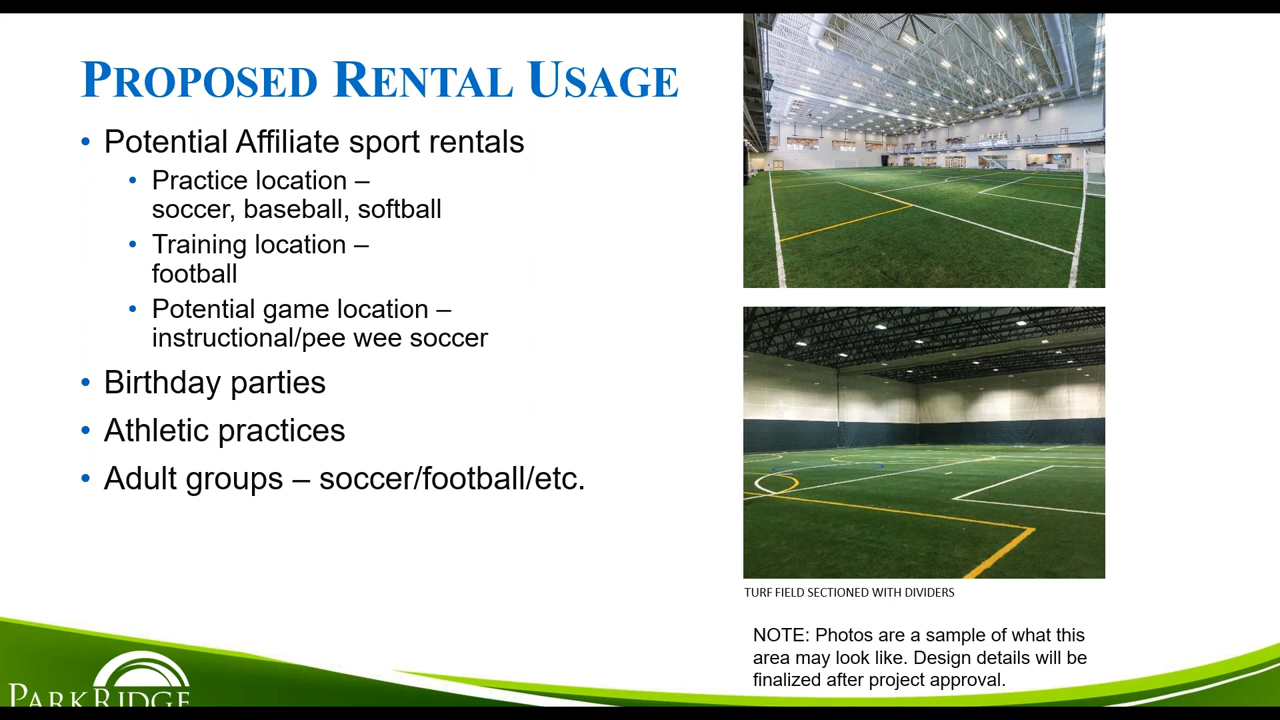 PROPOSED RENTAL USAGE
• Potential Affiliate sport rentals
• Practice location –
soccer, baseball, softball
• Training location –
football
• Potential game location –
instructional/pee wee soccer
• Birthday parties
• Athletic practices
• Adult groups – soccer/football/etc.
TURF FIELD SECTIONED WITH DIVIDERS
NOTE: Photos are a sample of what this
area may look like. Design details will be
finalized after project approval.
PARK RIDGE